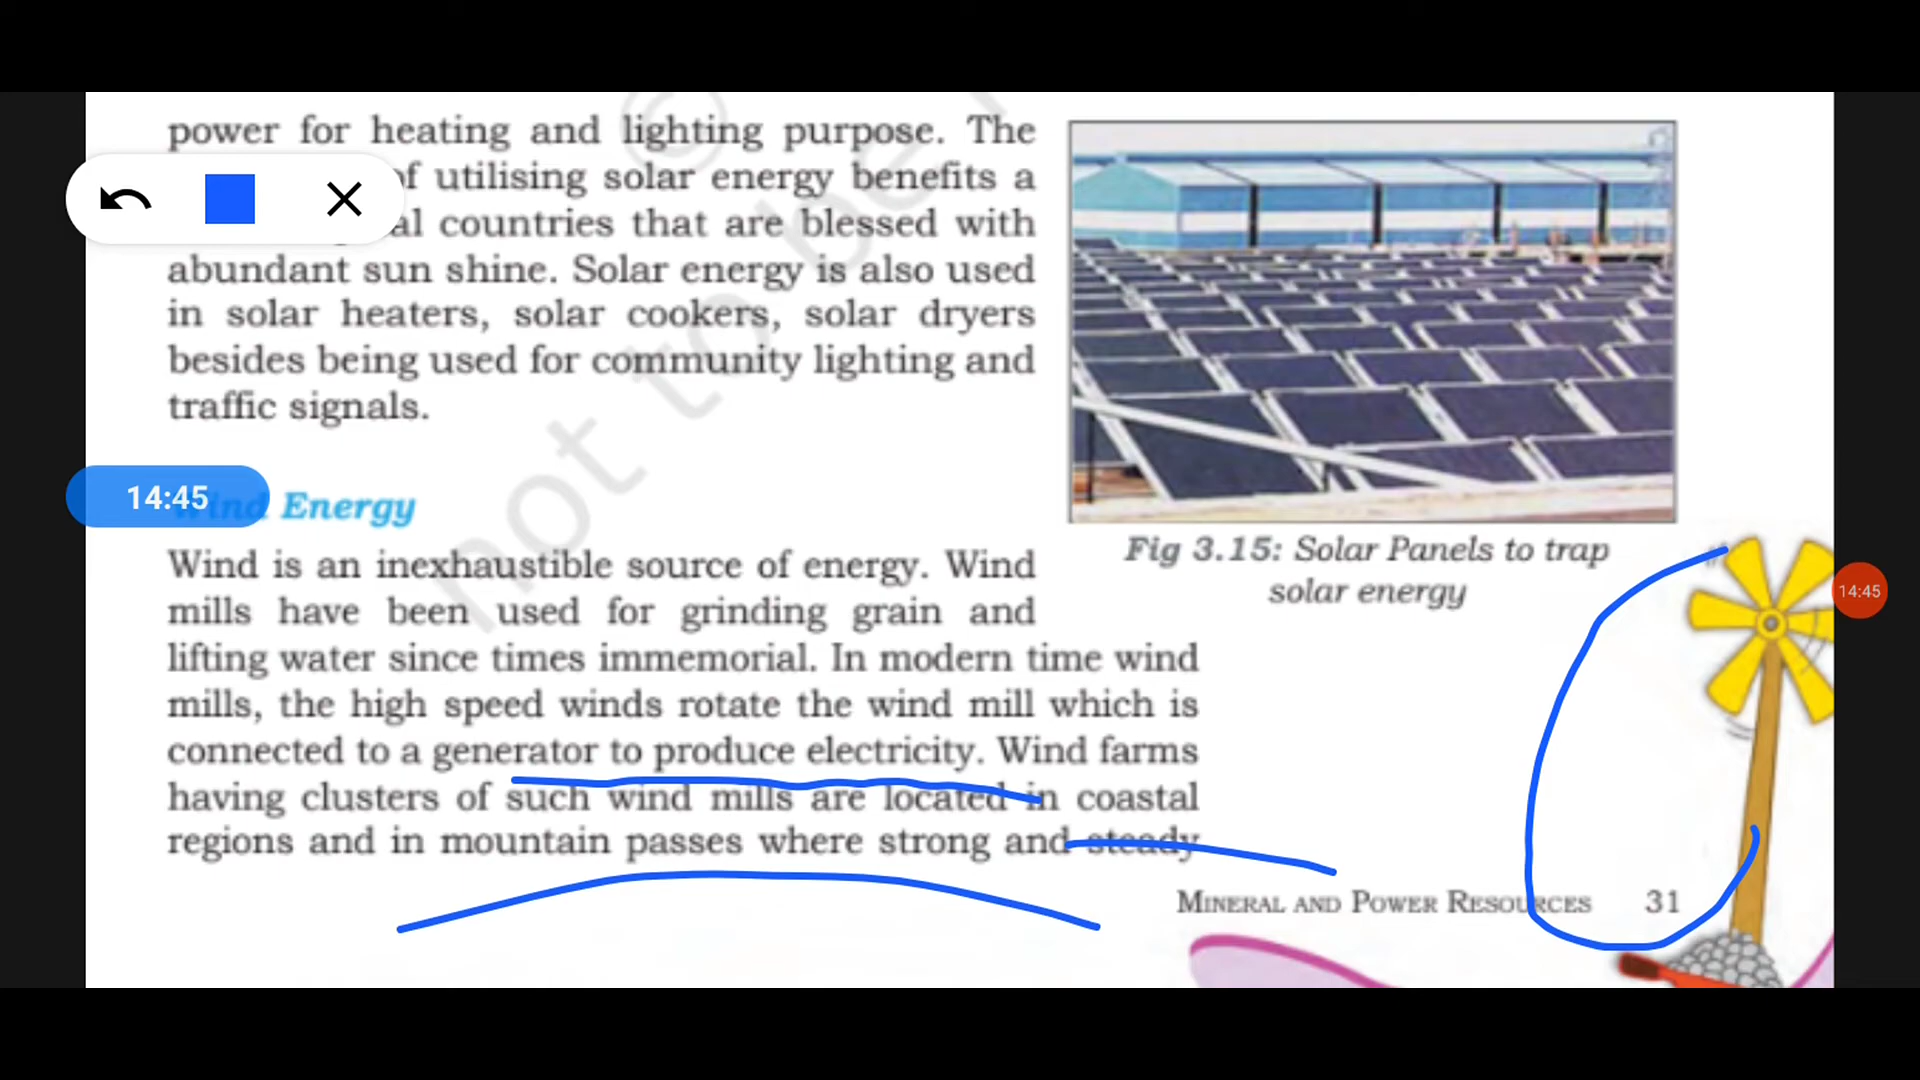 power for heating and lighting purpose. The
of utilising solar energy benefits a
al countries that are blessed with
abundant sun shine. Solar energy is also used
in solar heaters, solar cookers, solar dryers
besides being used for community lighting and
traffic signals.
14:45
Wind Energy
Wind is an inexhaustible source of energy. Wind
mills have been used for grinding grain and
lifting water since times immemorial. In modern time wind
mills, the high speed winds rotate the wind mill which is
connected to a generator to produce electricity. Wind farms
having clusters of such wind mills are located in coastal
regions and in mountain passes where strong and steady
Fig 3.15: Solar Panels to trap
solar energy
14:45
MINERAL AND POWER RESOURCES 31
©
not to be